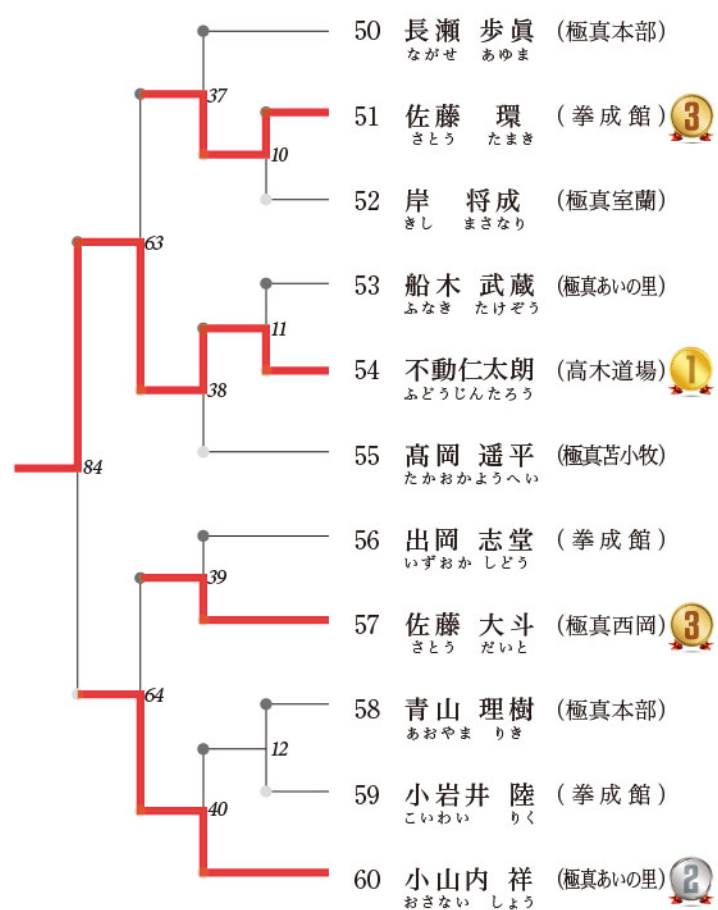 50 長瀬 歩眞 (極真本部)
ながせ あゆま
37
51 佐藤 環 (拳成館) 3
さとう たまき
10
52 岸 将成 (極真室蘭)
きし まさなり
63
53 船木 武蔵 (極真あいの里)
ふなき たけぞう
11
54 不動仁太朗 (高木道場) 1
ふどうじんたろう
38
55 髙岡 遥平 (極真苫小牧)
たかおかようへい
84
56 出岡 志堂 (拳成館)
いずおか しどう
39
57 佐藤 大斗 (極真西岡) 3
さとう だいと
64
58 青山 理樹 (極真本部)
あおやま りき
12
59 小岩井 陸 (拳成館)
こいわい りく
40
60 小山内 祥 (極真あいの里) 2
おさない しょう